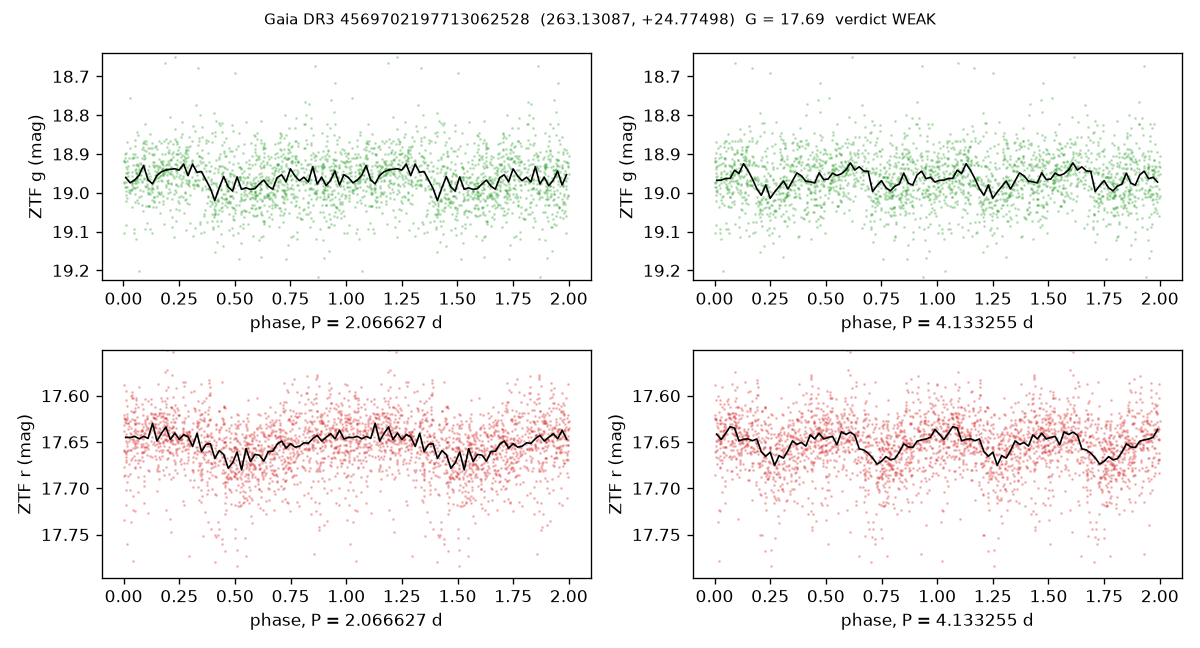 Gaia DR3 4569702197713062528  (263.13087, +24.77498)  G = 17.69  verdict WEAK
ZTF g (mag)
18.7
18.8
18.9
19.0
19.1
19.2
0.00 0.25 0.50 0.75 1.00 1.25 1.50 1.75 2.00
phase, P = 2.066627 d
ZTF g (mag)
18.7
18.8
18.9
19.0
19.1
19.2
0.00 0.25 0.50 0.75 1.00 1.25 1.50 1.75 2.00
phase, P = 4.133255 d
ZTF r (mag)
17.60
17.65
17.70
17.75
0.00 0.25 0.50 0.75 1.00 1.25 1.50 1.75 2.00
phase, P = 2.066627 d
ZTF r (mag)
17.60
17.65
17.70
17.75
0.00 0.25 0.50 0.75 1.00 1.25 1.50 1.75 2.00
phase, P = 4.133255 d